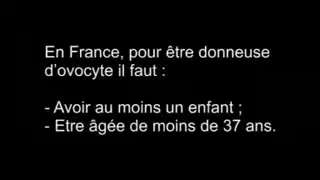 En France, pour être donneuse
d'ovocyte il faut :
- Avoir au moins un enfant ;
- Etre âgée de moins de 37 ans.